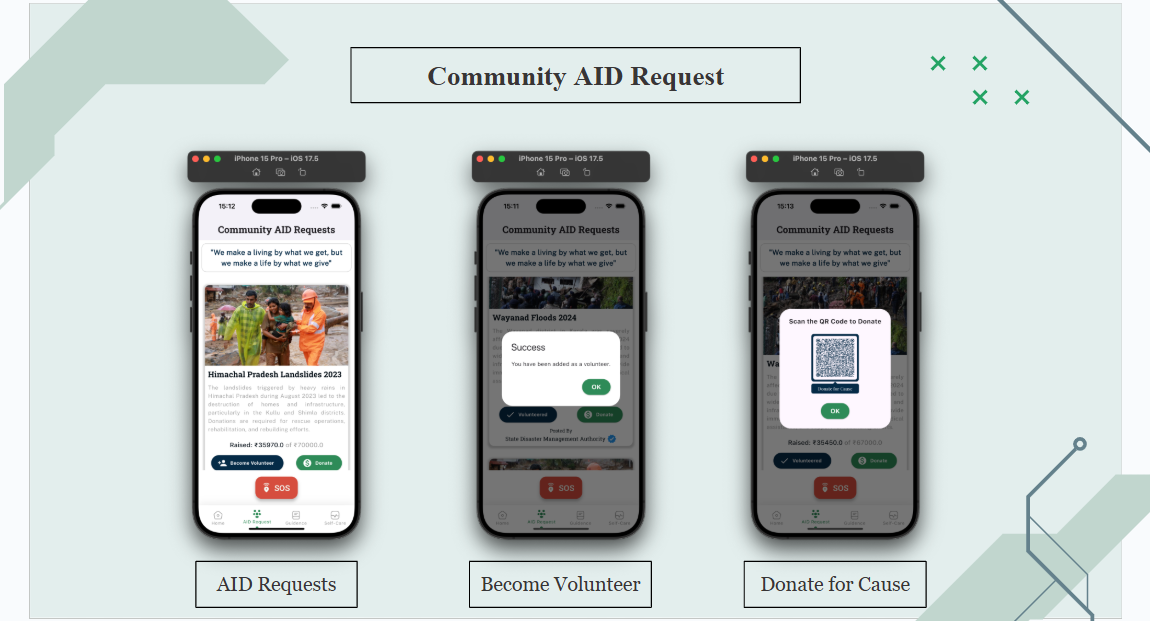 Community AID Request
iPhone 15 Pro – iOS 17.5
15:12
Community AID Requests
"We make a living by what we get, but
we make a life by what we give"
Himachal Pradesh Landslides 2023
The landslides triggered by heavy rains in
Himachal Pradesh during August 2023 led to the
destruction of homes and infrastructure,
particularly in the Kullu and Shimla districts.
Donations are required for rescue operations,
rehabilitation, and rebuilding efforts.
Raised: ₹35970.0 of ₹70000.0
Become Volunteer
Donate
SOS
Home
AID Request
Guidance
Self-Care
AID Requests
iPhone 15 Pro – iOS 17.5
15:11
Community AID Requests
"We make a living by what we get, but
we make a life by what we give"
Wayanad Floods 2024
Success
You have been added as a volunteer.
OK
Volunteered
Donate
Posted By
State Disaster Management Authority
SOS
Home
AID Request
Guidance
Self-Care
Become Volunteer
iPhone 15 Pro – iOS 17.5
15:13
Community AID Requests
"We make a living by what we get, but
we make a life by what we give"
Scan the QR Code to Donate
Donate for Cause
OK
Wa
Raised: ₹35450.0 of ₹67000.0
Volunteered
Donate
SOS
Home
AID Request
Guidance
Self-Care
Donate for Cause